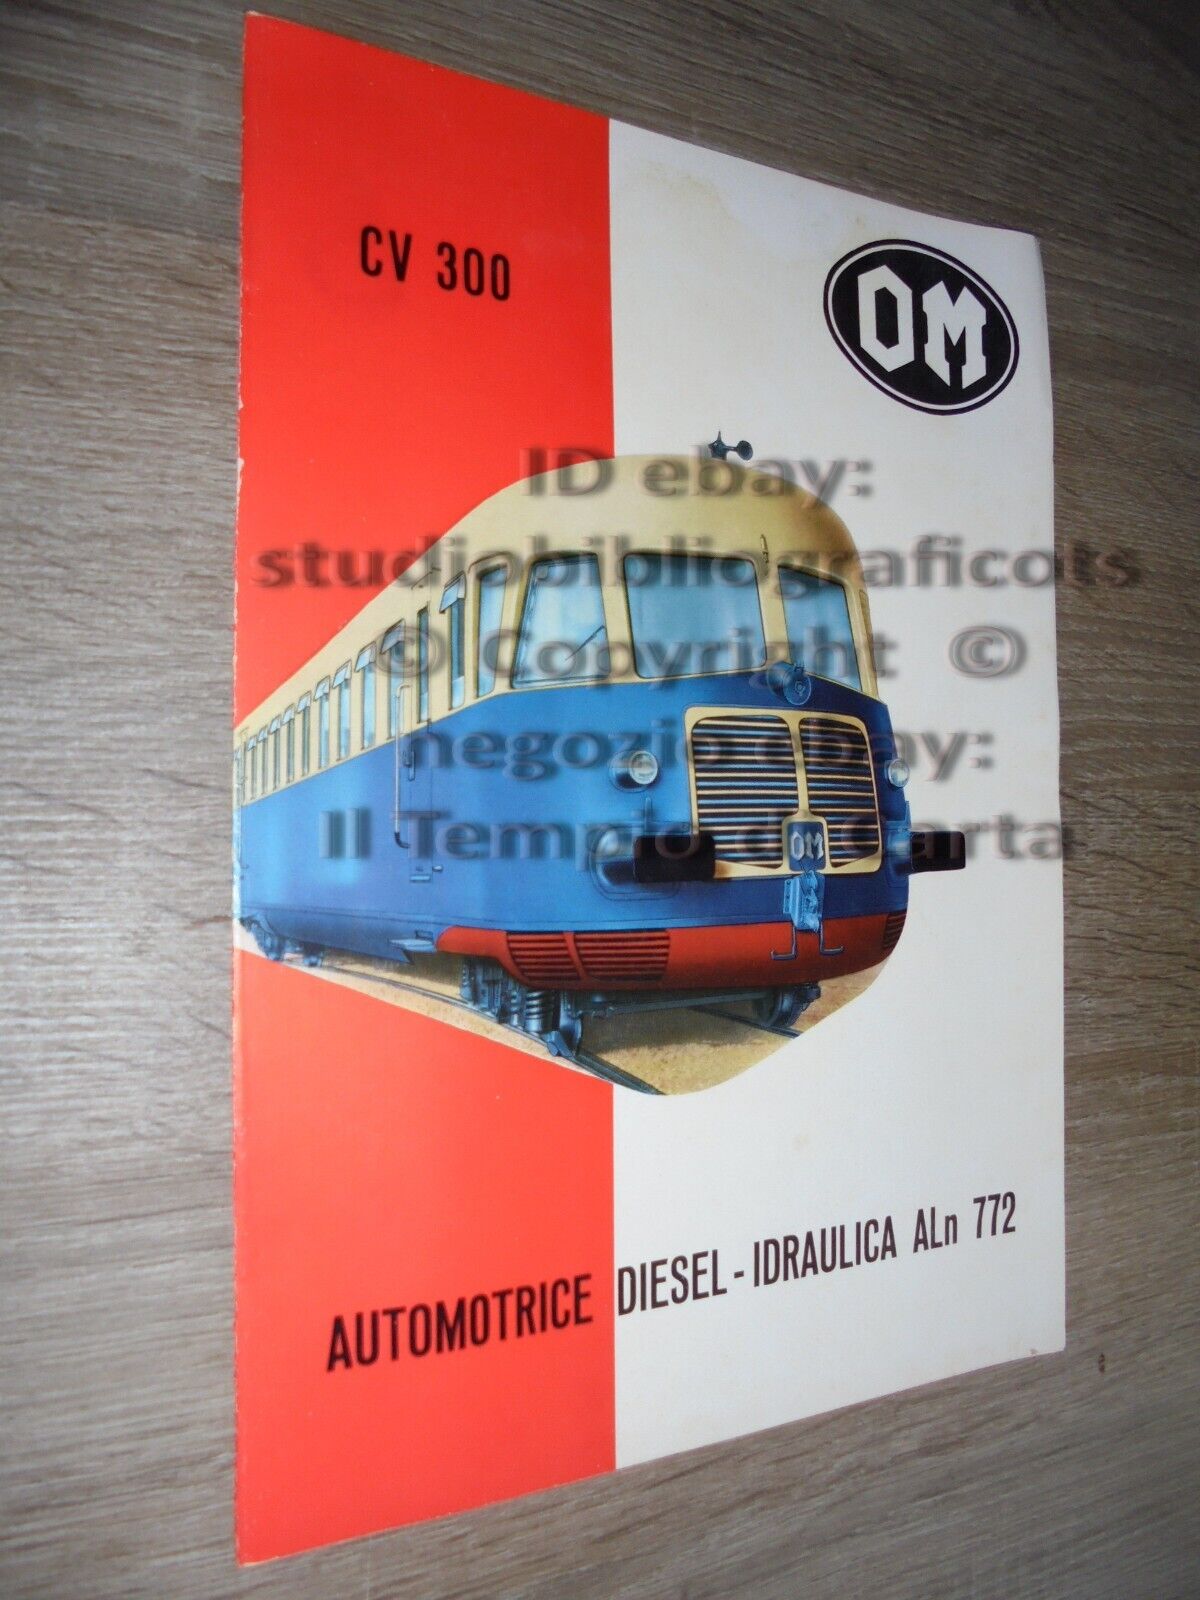 CV 300
OM
ID ebay:
studiobibliograficots
© Copyright ©
negozio ebay:
Il Tempio di Carta
OM
AUTOMOTRICE DIESEL - IDRAULICA ALn 772